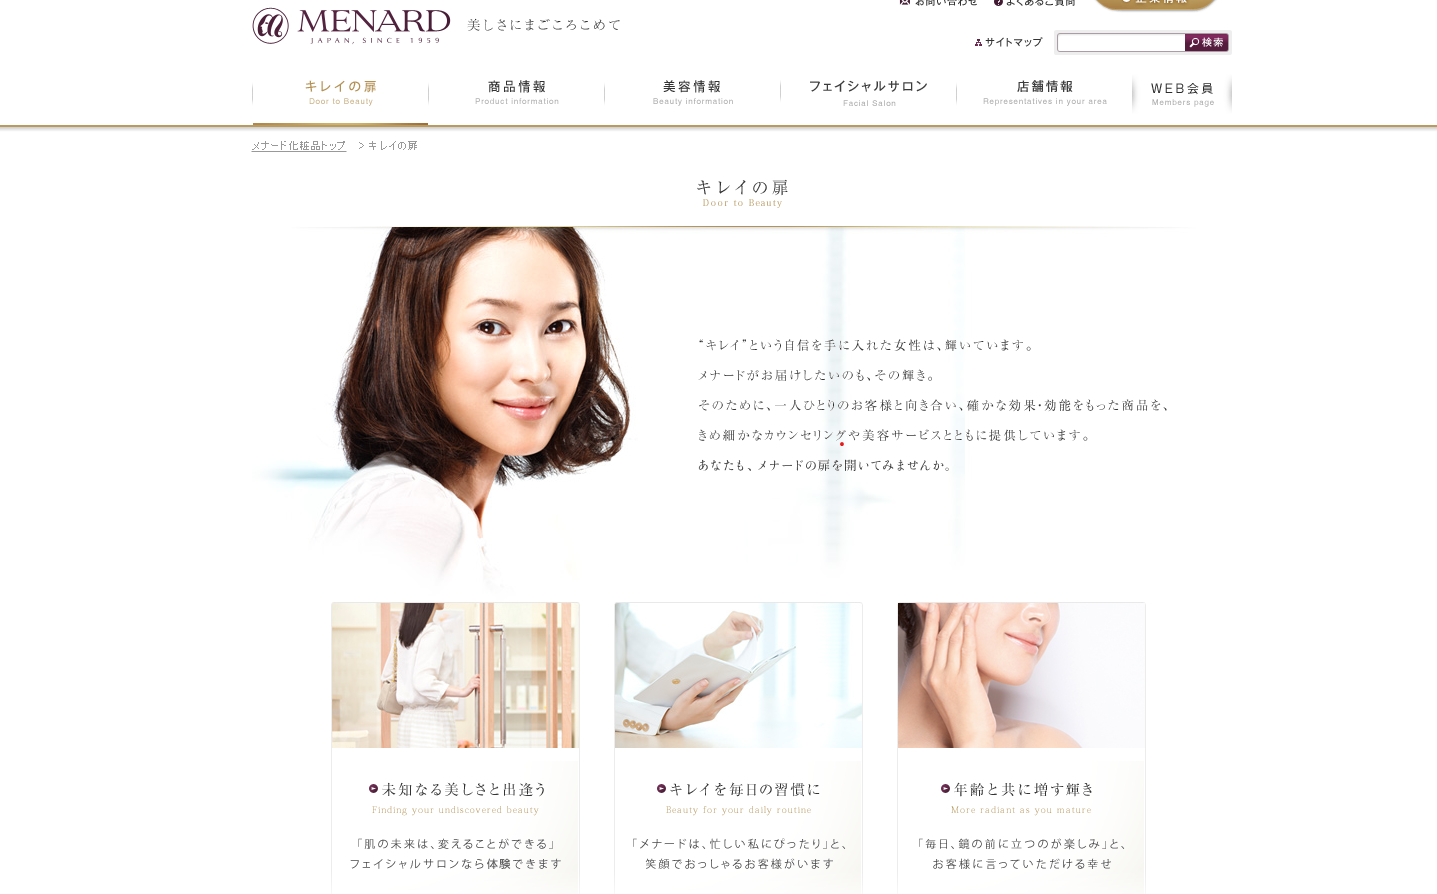 お問い合わせ よくあるご質問 企業情報
MENARD
JAPAN, SINCE 1959
美しさにまごころこめて
サイトマップ 検索
キレイの扉 商品情報 美容情報 フェイシャルサロン 店舗情報 WEB会員
Door to Beauty Product information Beauty information Facial Salon Representatives in your area Members page
メナード化粧品トップ > キレイの扉
キレイの扉
Door to Beauty
“キレイ”という自信を手に入れた女性は、輝いています。
メナードがお届けしたいのも、その輝き。
そのために、一人ひとりのお客様と向き合い、確かな効果・効能をもった商品を、
きめ細かなカウンセリングや美容サービスとともに提供しています。
あなたも、メナードの扉を開いてみませんか。
未知なる美しさと出逢う
Finding your undiscovered beauty
「肌の未来は、変えることができる」
フェイシャルサロンなら体験できます
キレイを毎日の習慣に
Beauty for your daily routine
「メナードは、忙しい私にぴったり」と、
笑顔でおっしゃるお客様がいます
年齢と共に増す輝き
More radiant as you mature
「毎日、鏡の前に立つのが楽しみ」と、
お客様に言っていただける幸せ